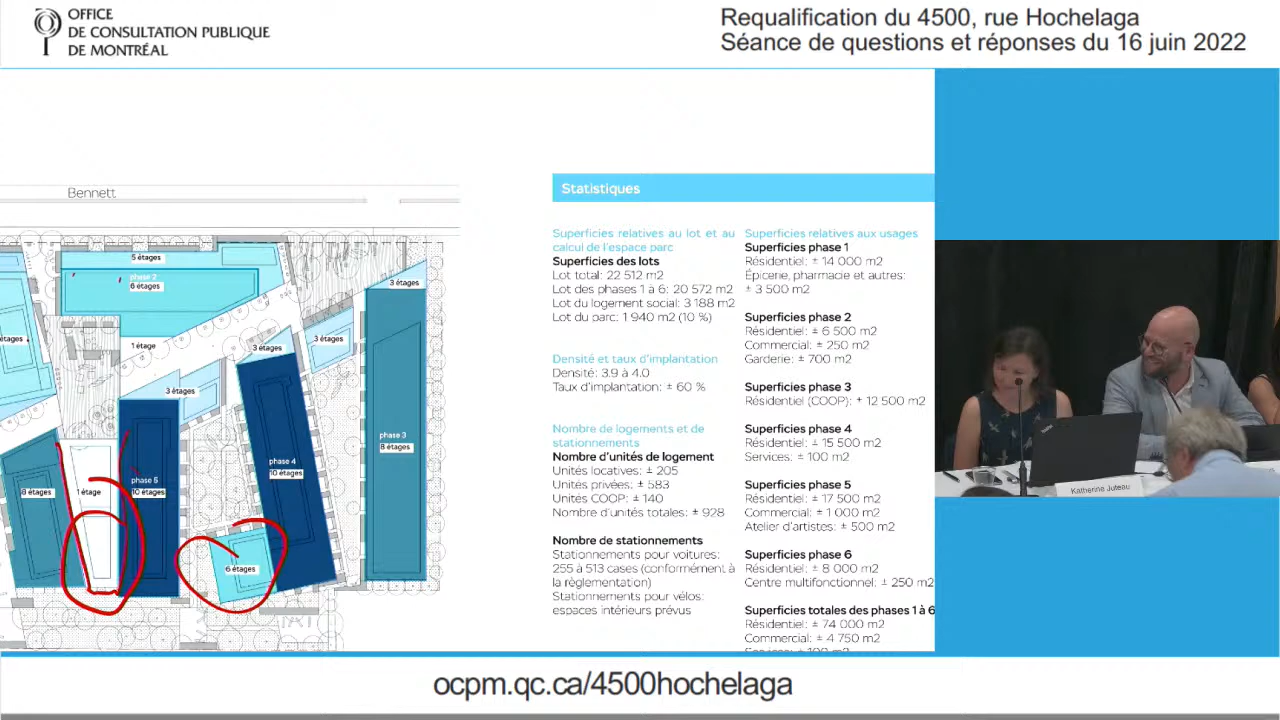 OFFICE
DE CONSULTATION PUBLIQUE
DE MONTRÉAL
Requalification du 4500, rue Hochelaga
Séance de questions et réponses du 16 juin 2022
Bennett
5 étages
phase 2
6 étages
étages
1 étage
3 étages
3 étages
3 étages
3 étages
phase 3
8 étages
phase 4
10 étages
phase 5
10 étages
8 étages
1 étage
6 étages
Statistiques
Superficies relatives au lot et au
calcul de l'espace parc
Superficies des lots
Lot total: 22 512 m2
Lot des phases 1 à 6: 20 572 m2
Lot du logement social: 3 188 m2
Lot du parc: 1 940 m2 (10 %)
Densité et taux d'implantation
Densité: 3.9 à 4.0
Taux d'implantation: ± 60 %
Nombre de logements et de
stationnements
Nombre d'unités de logement
Unités locatives: ± 205
Unités privées: ± 583
Unités COOP: ± 140
Nombre d'unités totales: ± 928
Nombre de stationnements
Stationnements pour voitures:
255 à 513 cases (conformément à
la règlementation)
Stationnements pour vélos:
espaces intérieurs prévus
Superficies relatives aux usages
Superficies phase 1
Résidentiel: ± 14 000 m2
Épicerie, pharmacie et autres:
± 3 500 m2
Superficies phase 2
Résidentiel: ± 6 500 m2
Commercial: ± 250 m2
Garderie: ± 700 m2
Superficies phase 3
Résidentiel (COOP): ± 12 500 m2
Superficies phase 4
Résidentiel: ± 15 500 m2
Services: ± 100 m2
Superficies phase 5
Résidentiel: ± 17 500 m2
Commercial: ± 1 000 m2
Atelier d'artistes: ± 500 m2
Superficies phase 6
Résidentiel: ± 8 000 m2
Centre multifonctionnel: ± 250 m2
Superficies totales des phases 1 à 6
Résidentiel: ± 74 000 m2
Commercial: ± 4 750 m2
Katherine Juteau
ocpm.qc.ca/4500hochelaga